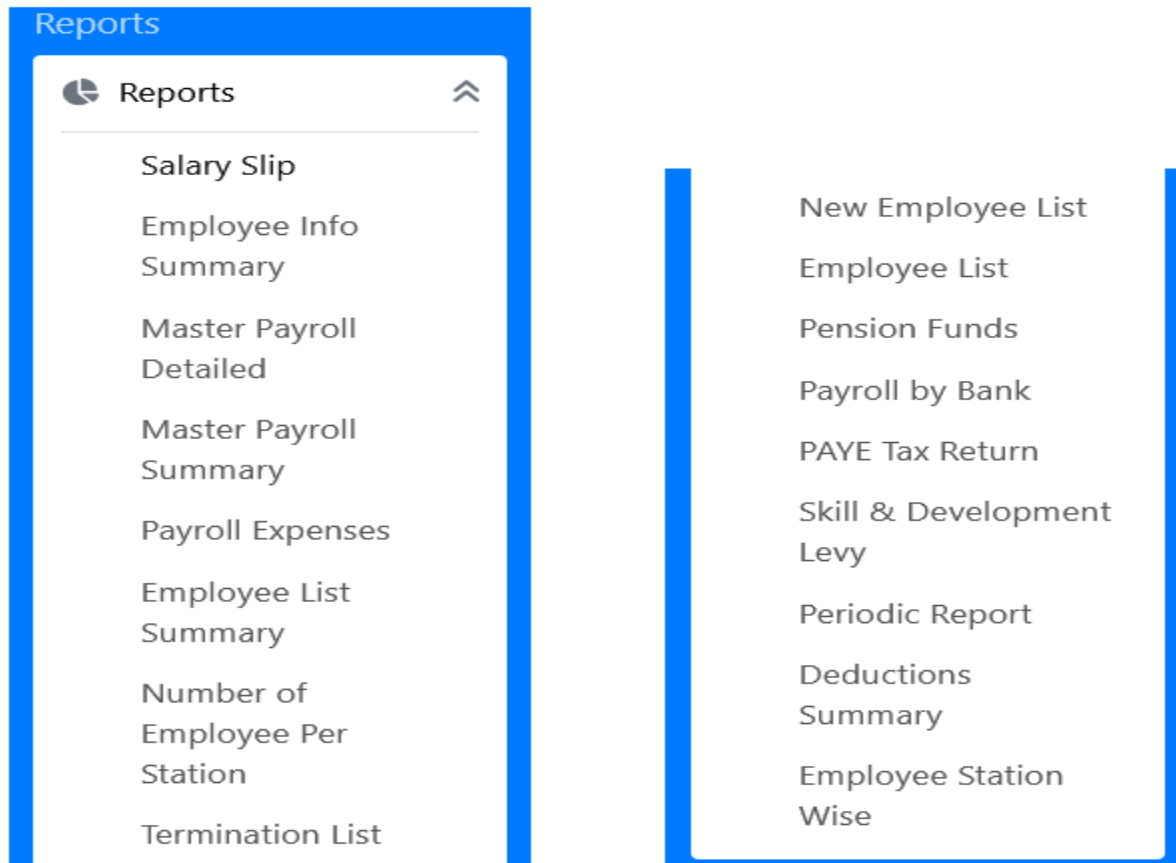 Reports
Reports
Salary Slip
Employee Info
Summary
Master Payroll
Detailed
Master Payroll
Summary
Payroll Expenses
Employee List
Summary
Number of
Employee Per
Station
Termination List
New Employee List
Employee List
Pension Funds
Payroll by Bank
PAYE Tax Return
Skill & Development
Levy
Periodic Report
Deductions
Summary
Employee Station
Wise